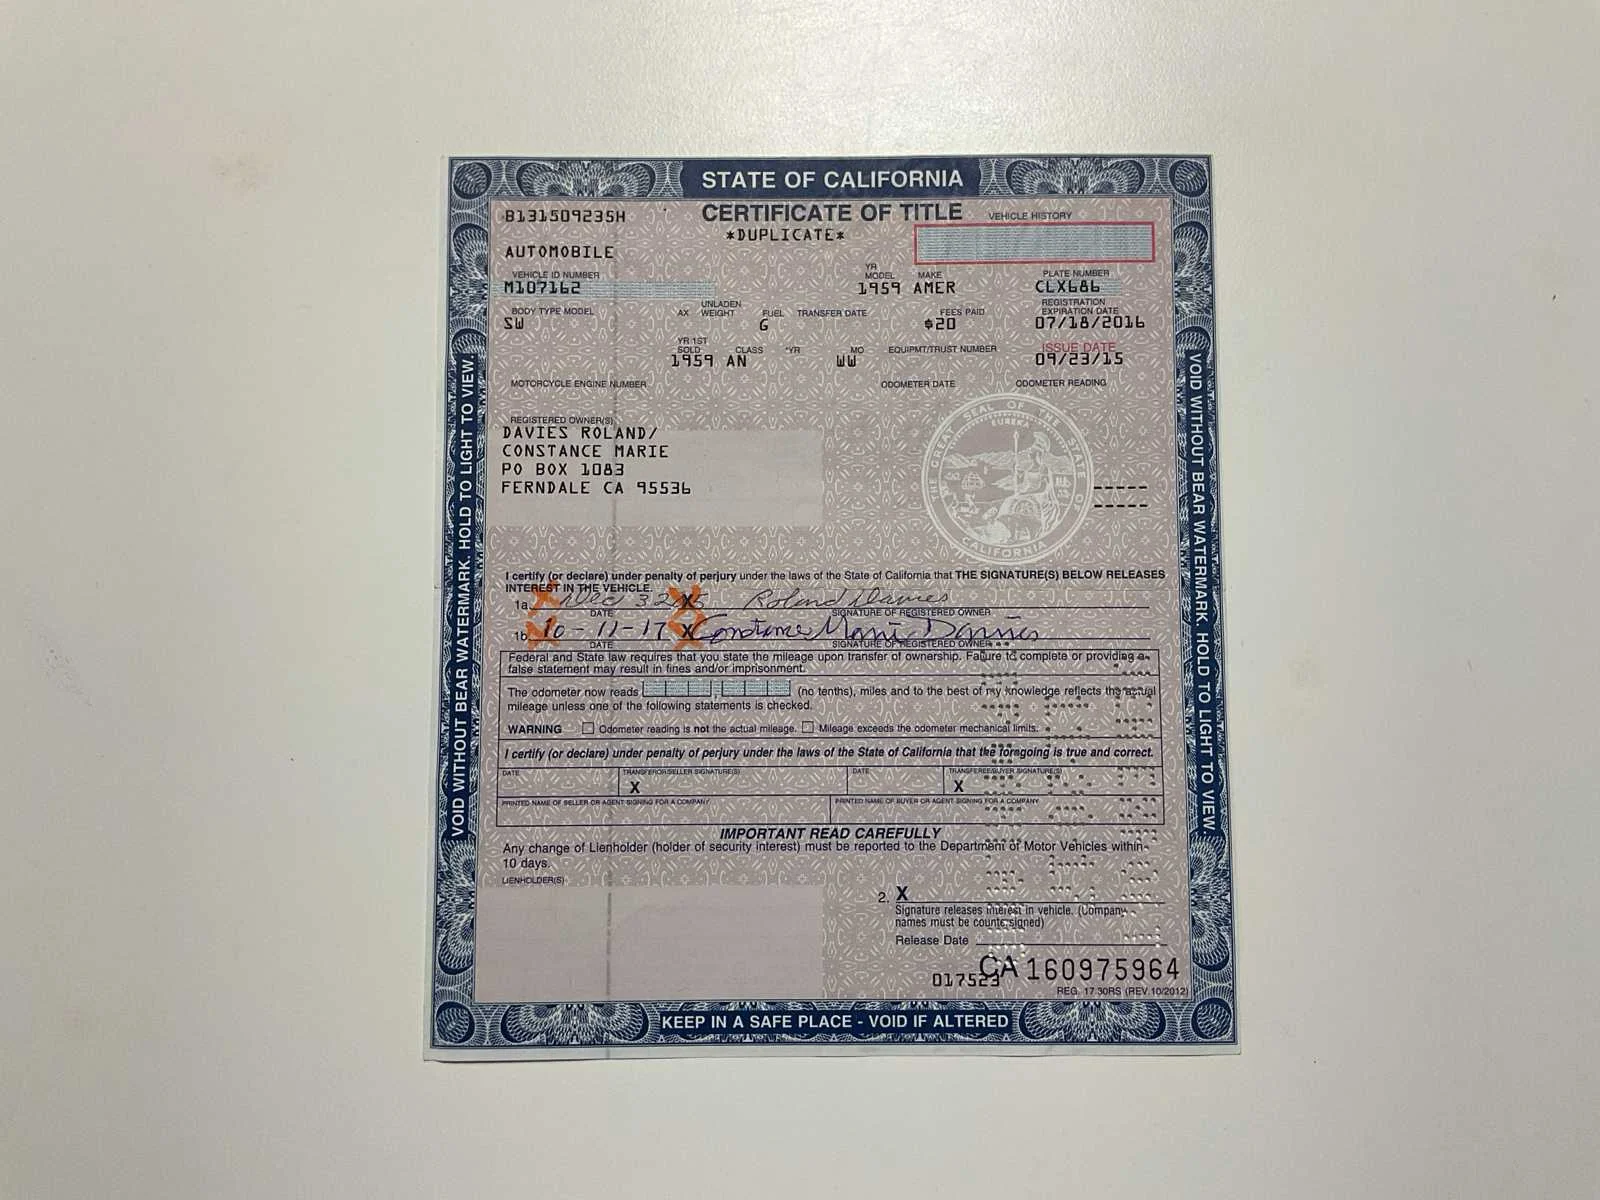 STATE OF CALIFORNIA
CERTIFICATE OF TITLE
*DUPLICATE*
VEHICLE HISTORY
B131509235H
AUTOMOBILE
VEHICLE ID NUMBER
M107162
YR MODEL
MAKE
PLATE NUMBER
1959 AMER
CLX686
BODY TYPE MODEL
AX
UNLADEN WEIGHT
FUEL
TRANSFER DATE
FEES PAID
REGISTRATION EXPIRATION DATE
SW
G
$20
07/18/2016
YR 1ST SOLD
CLASS
*YR
MO
EQUIPMT/TRUST NUMBER
ISSUE DATE
1959 AN
WW
09/23/15
MOTORCYCLE ENGINE NUMBER
ODOMETER DATE
ODOMETER READING
REGISTERED OWNER(S)
DAVIES ROLAND/
CONSTANCE MARIE
PO BOX 1083
FERNDALE CA 95536
THE GREAT SEAL OF THE STATE OF CALIFORNIA
EUREKA
I certify (or declare) under penalty of perjury under the laws of the State of California that THE SIGNATURE(S) BELOW RELEASES
INTEREST IN THE VEHICLE.
1a. X Roland Davies
DATE
SIGNATURE OF REGISTERED OWNER
1b. 10-11-17 X Constance Marie Davies
DATE
SIGNATURE OF REGISTERED OWNER
Federal and State law requires that you state the mileage upon transfer of ownership. Failure to complete or providing a
false statement may result in fines and/or imprisonment.
The odometer now reads , (no tenths), miles and to the best of my knowledge reflects the actual
mileage unless one of the following statements is checked.
WARNING Odometer reading is not the actual mileage. Mileage exceeds the odometer mechanical limits.
I certify (or declare) under penalty of perjury under the laws of the State of California that the foregoing is true and correct.
DATE
TRANSFEROR/SELLER SIGNATURE(S)
DATE
TRANSFEREE/BUYER SIGNATURE(S)
X
X
PRINTED NAME OF SELLER OR AGENT SIGNING FOR A COMPANY
PRINTED NAME OF BUYER OR AGENT SIGNING FOR A COMPANY
IMPORTANT READ CAREFULLY
Any change of Lienholder (holder of security interest) must be reported to the Department of Motor Vehicles within
10 days.
LIENHOLDER(S)
2. X
Signature releases interest in vehicle. (Company
names must be countersigned)
Release Date
017523
CA 160975964
REG. 17.30RS (REV.10/2012)
KEEP IN A SAFE PLACE - VOID IF ALTERED
VOID WITHOUT BEAR WATERMARK. HOLD TO LIGHT TO VIEW.
VOID WITHOUT BEAR WATERMARK. HOLD TO LIGHT TO VIEW.